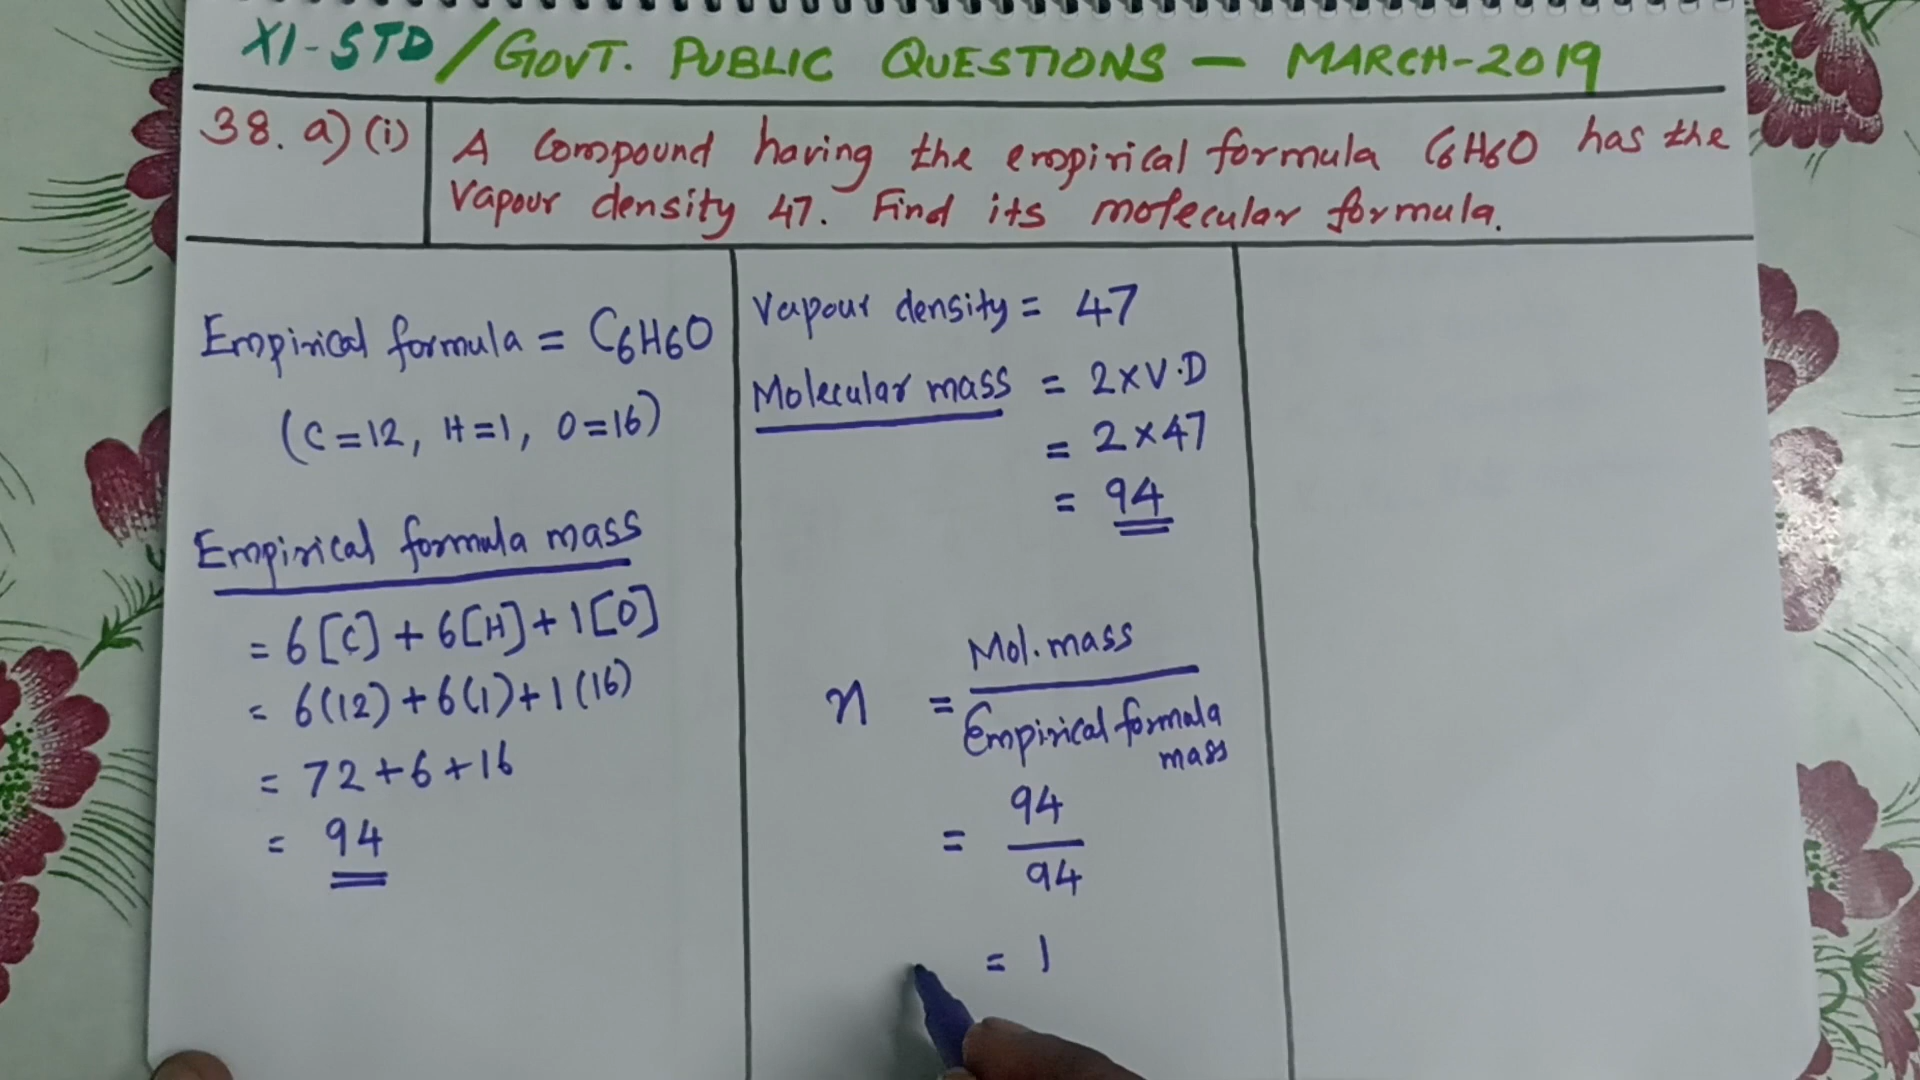 XI-STD/GOVT. PUBLIC QUESTIONS — MARCH-2019
38. a) (i)
A Compound having the empirical formula C6H6O has the
Vapour density 47. Find its molecular formula.
Empirical formula = C6H6O
(C=12, H=1, O=16)
Empirical formula mass
= 6[C] + 6[H] + 1[O]
= 6(12) + 6(1) + 1(16)
= 72+6+16
= 94
Vapour density = 47
Molecular mass = 2×V.D
= 2×47
= 94
n = Mol. mass
Empirical formula
mass
= 94
94
= 1